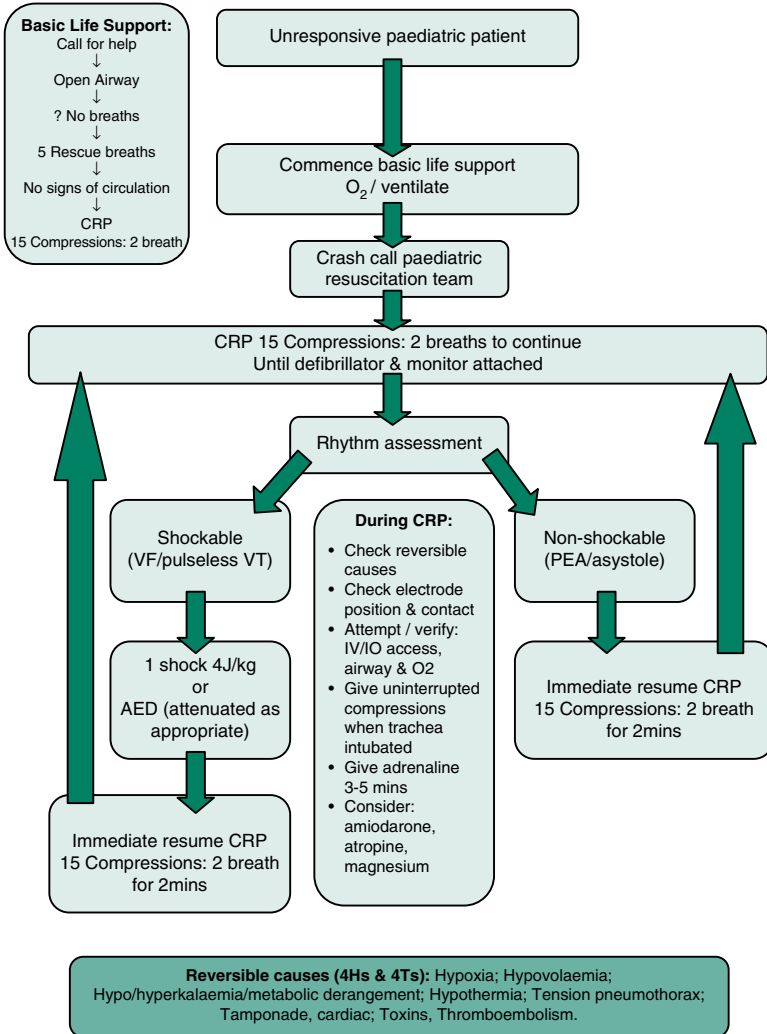 Basic Life Support:
Call for help
↓
Open Airway
↓
? No breaths
↓
5 Rescue breaths
↓
No signs of circulation
↓
CRP
15 Compressions: 2 breath
Unresponsive paediatric patient
Commence basic life support
O2 / ventilate
Crash call paediatric
resuscitation team
CRP 15 Compressions: 2 breaths to continue
Until defibrillator & monitor attached
Rhythm assessment
Shockable
(VF/pulseless VT)
1 shock 4J/kg
or
AED (attenuated as
appropriate)
Immediate resume CRP
15 Compressions: 2 breath
for 2mins
During CRP:
• Check reversible
causes
• Check electrode
position & contact
• Attempt / verify:
IV/IO access,
airway & O2
• Give uninterrupted
compressions
when trachea
intubated
• Give adrenaline
3-5 mins
• Consider:
amiodarone,
atropine,
magnesium
Non-shockable
(PEA/asystole)
Immediate resume CRP
15 Compressions: 2 breath
for 2mins
Reversible causes (4Hs & 4Ts): Hypoxia; Hypovolaemia;
Hypo/hyperkalaemia/metabolic derangement; Hypothermia; Tension pneumothorax;
Tamponade, cardiac; Toxins, Thromboembolism.